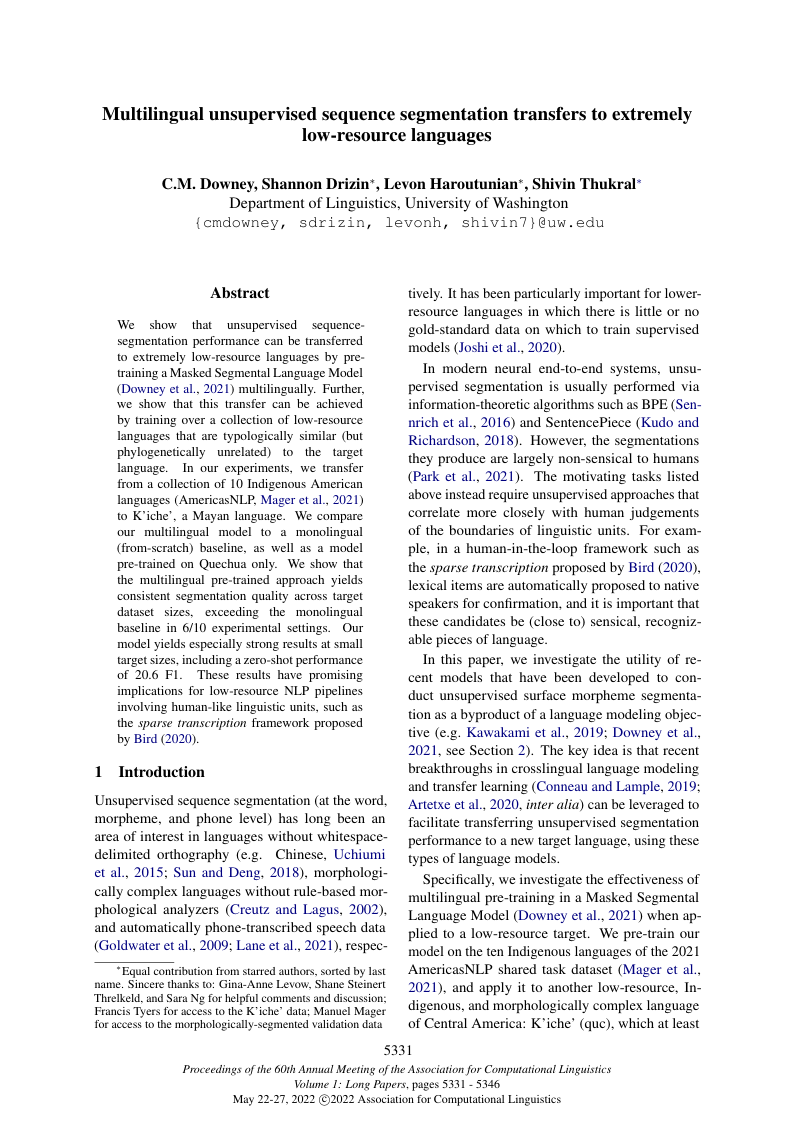 Multilingual unsupervised sequence segmentation transfers to extremely
low-resource languages
C.M. Downey, Shannon Drizin*, Levon Haroutunian*, Shivin Thukral*
Department of Linguistics, University of Washington
{cmdowney, sdrizin, levonh, shivin7}@uw.edu
Abstract
We show that unsupervised sequence-
segmentation performance can be transferred
to extremely low-resource languages by pre-
training a Masked Segmental Language Model
(Downey et al., 2021) multilingually. Further,
we show that this transfer can be achieved
by training over a collection of low-resource
languages that are typologically similar (but
phylogenetically unrelated) to the target
language. In our experiments, we transfer
from a collection of 10 Indigenous American
languages (AmericasNLP, Mager et al., 2021)
to K'iche', a Mayan language. We compare
our multilingual model to a monolingual
(from-scratch) baseline, as well as a model
pre-trained on Quechua only. We show that
the multilingual pre-trained approach yields
consistent segmentation quality across target
dataset sizes, exceeding the monolingual
baseline in 6/10 experimental settings. Our
model yields especially strong results at small
target sizes, including a zero-shot performance
of 20.6 F1. These results have promising
implications for low-resource NLP pipelines
involving human-like linguistic units, such as
the sparse transcription framework proposed
by Bird (2020).
1 Introduction
Unsupervised sequence segmentation (at the word,
morpheme, and phone level) has long been an
area of interest in languages without whitespace-
delimited orthography (e.g. Chinese, Uchiumi
et al., 2015; Sun and Deng, 2018), morphologi-
cally complex languages without rule-based mor-
phological analyzers (Creutz and Lagus, 2002),
and automatically phone-transcribed speech data
(Goldwater et al., 2009; Lane et al., 2021), respec-
*Equal contribution from starred authors, sorted by last
name. Sincere thanks to: Gina-Anne Levow, Shane Steinert
Threlkeld, and Sara Ng for helpful comments and discussion;
Francis Tyers for access to the K'iche' data; Manuel Mager
for access to the morphologically-segmented validation data
tively. It has been particularly important for lower-
resource languages in which there is little or no
gold-standard data on which to train supervised
models (Joshi et al., 2020).
In modern neural end-to-end systems, unsu-
pervised segmentation is usually performed via
information-theoretic algorithms such as BPE (Sen-
nrich et al., 2016) and SentencePiece (Kudo and
Richardson, 2018). However, the segmentations
they produce are largely non-sensical to humans
(Park et al., 2021). The motivating tasks listed
above instead require unsupervised approaches that
correlate more closely with human judgements
of the boundaries of linguistic units. For exam-
ple, in a human-in-the-loop framework such as
the sparse transcription proposed by Bird (2020),
lexical items are automatically proposed to native
speakers for confirmation, and it is important that
these candidates be (close to) sensical, recogniz-
able pieces of language.
In this paper, we investigate the utility of re-
cent models that have been developed to con-
duct unsupervised surface morpheme segmenta-
tion as a byproduct of a language modeling objec-
tive (e.g. Kawakami et al., 2019; Downey et al.,
2021, see Section 2). The key idea is that recent
breakthroughs in crosslingual language modeling
and transfer learning (Conneau and Lample, 2019;
Artetxe et al., 2020, inter alia) can be leveraged to
facilitate transferring unsupervised segmentation
performance to a new target language, using these
types of language models.
Specifically, we investigate the effectiveness of
multilingual pre-training in a Masked Segmental
Language Model (Downey et al., 2021) when ap-
plied to a low-resource target. We pre-train our
model on the ten Indigenous languages of the 2021
AmericasNLP shared task dataset (Mager et al.,
2021), and apply it to another low-resource, In-
digenous, and morphologically complex language
of Central America: K'iche' (quc), which at least
5331
Proceedings of the 60th Annual Meeting of the Association for Computational Linguistics
Volume 1: Long Papers, pages 5331 - 5346
May 22-27, 2022 ©2022 Association for Computational Linguistics